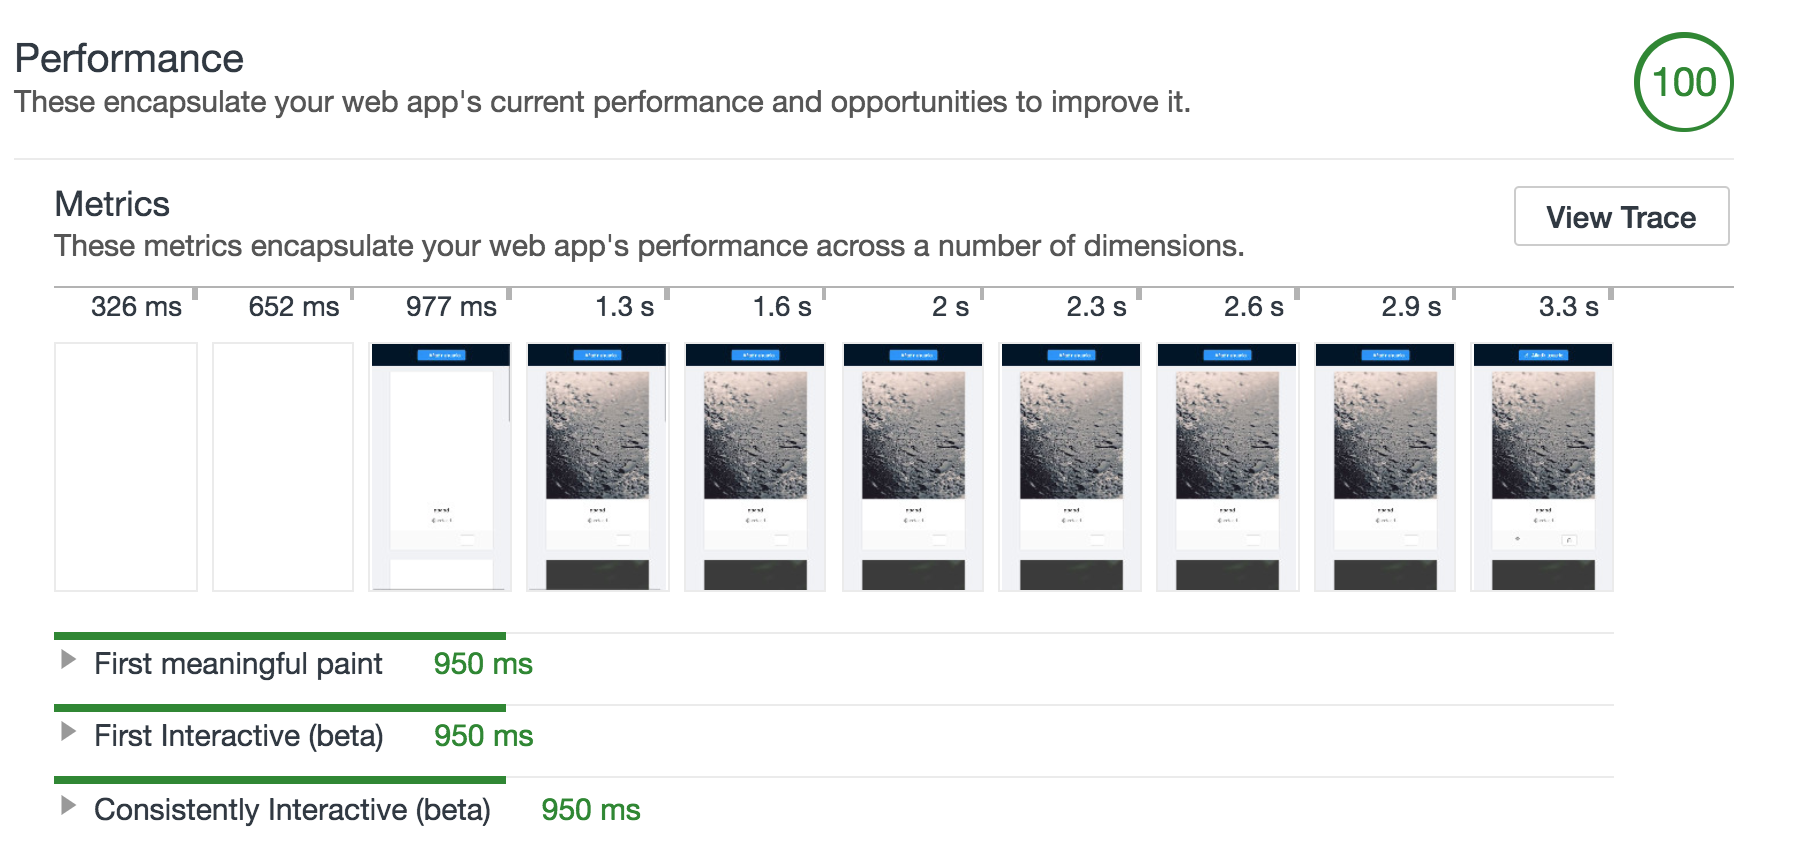 Performance
These encapsulate your web app's current performance and opportunities to improve it.
100
Metrics
These metrics encapsulate your web app's performance across a number of dimensions.
View Trace
326 ms 652 ms 977 ms 1.3 s 1.6 s 2 s 2.3 s 2.6 s 2.9 s 3.3 s
First meaningful paint 950 ms
First Interactive (beta) 950 ms
Consistently Interactive (beta) 950 ms